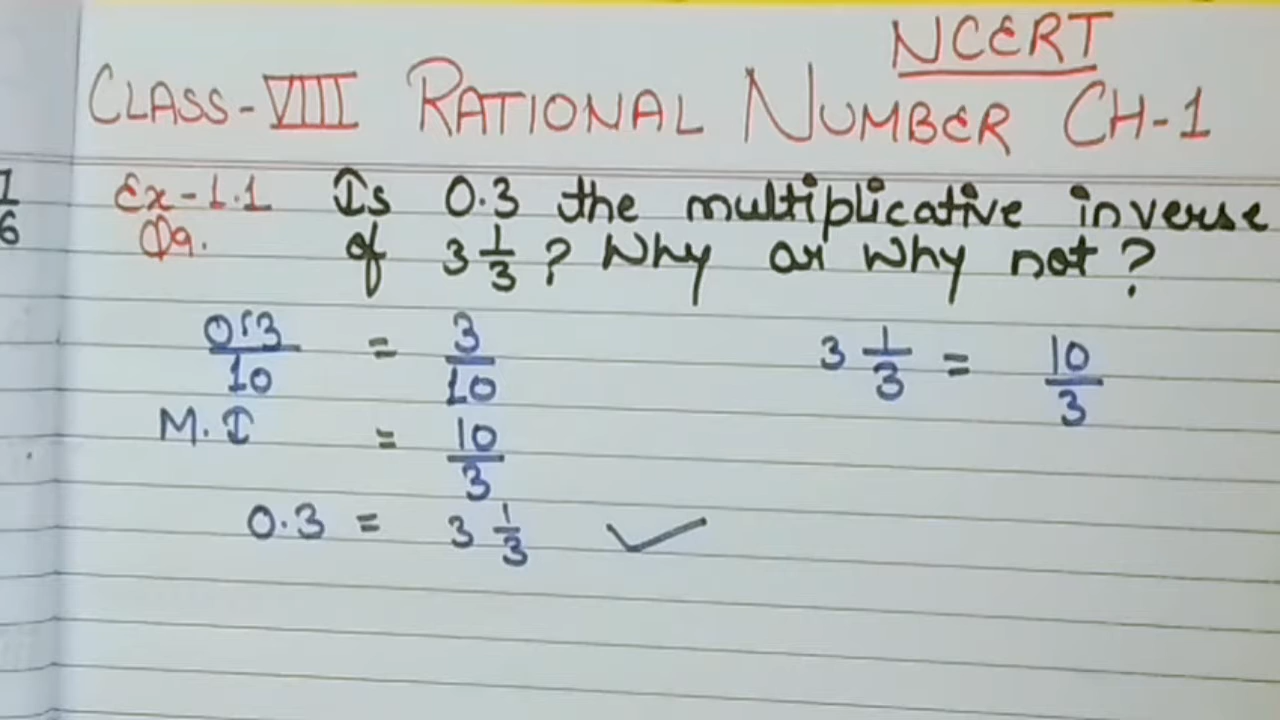 NCERT
CLASS-VIII RATIONAL NUMBER CH-1
1/6
Ex-1.1 Is 0.3 the multiplicative inverse
Q9. of 3 1/3? Why or Why not?
0.3/10 = 3/10 3 1/3 = 10/3
M.I = 10/3
0.3 = 3 1/3 ✓